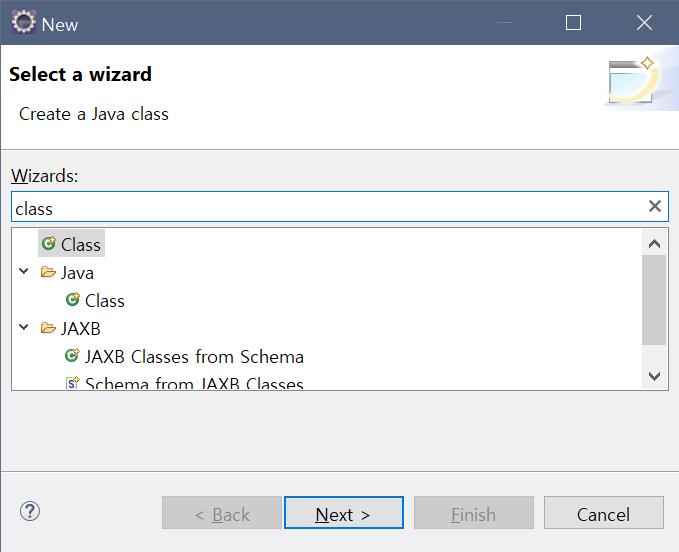 New
Select a wizard
Create a Java class
Wizards:
class
Class
Java
Class
JAXB
JAXB Classes from Schema
Schema from JAXB Classes
< Back
Next >
Finish
Cancel